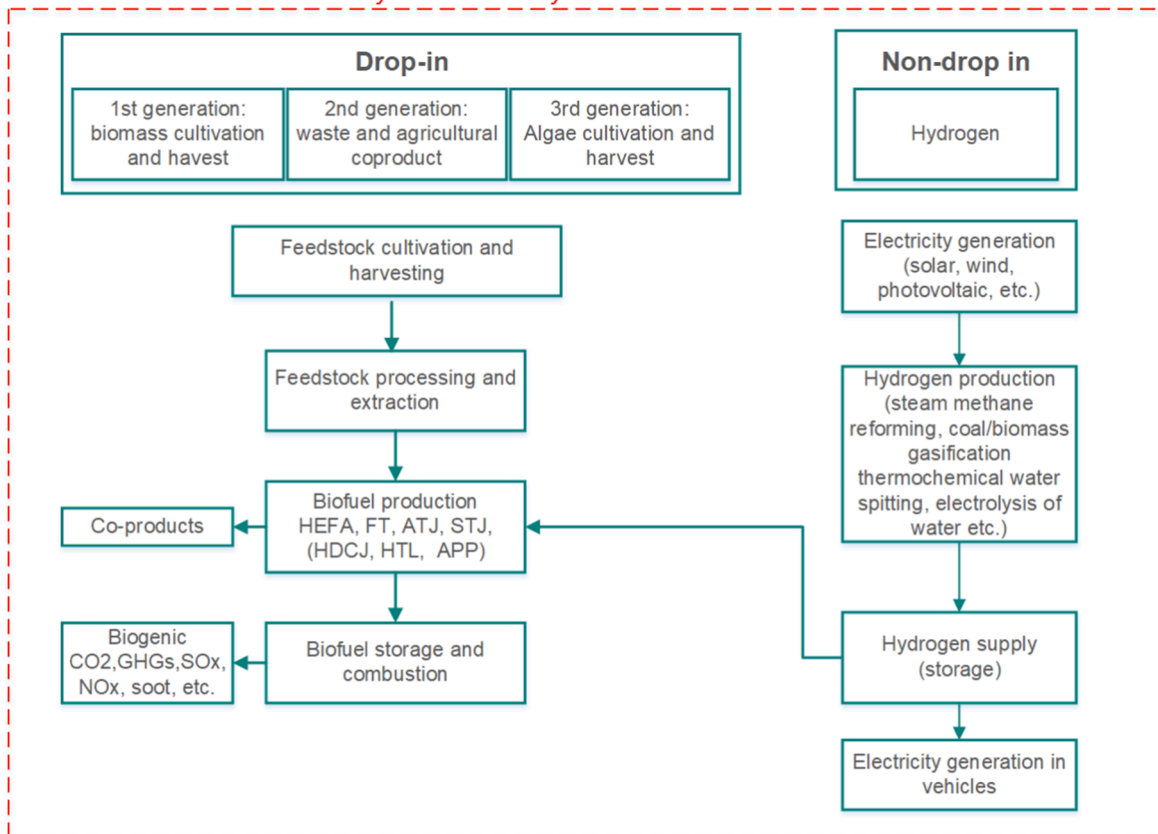 Drop-in
1st generation:
biomass cultivation
and havest
2nd generation:
waste and agricultural
coproduct
3rd generation:
Algae cultivation and
harvest
Non-drop in
Hydrogen
Feedstock cultivation and
harvesting
Feedstock processing and
extraction
Biofuel production
HEFA, FT, ATJ, STJ,
(HDCJ, HTL, APP)
Co-products
Biofuel storage and
combustion
Biogenic
CO2,GHGs,SOx,
NOx, soot, etc.
Electricity generation
(solar, wind,
photovoltaic, etc.)
Hydrogen production
(steam methane
reforming, coal/biomass
gasification
thermochemical water
spitting, electrolysis of
water etc.)
Hydrogen supply
(storage)
Electricity generation in
vehicles